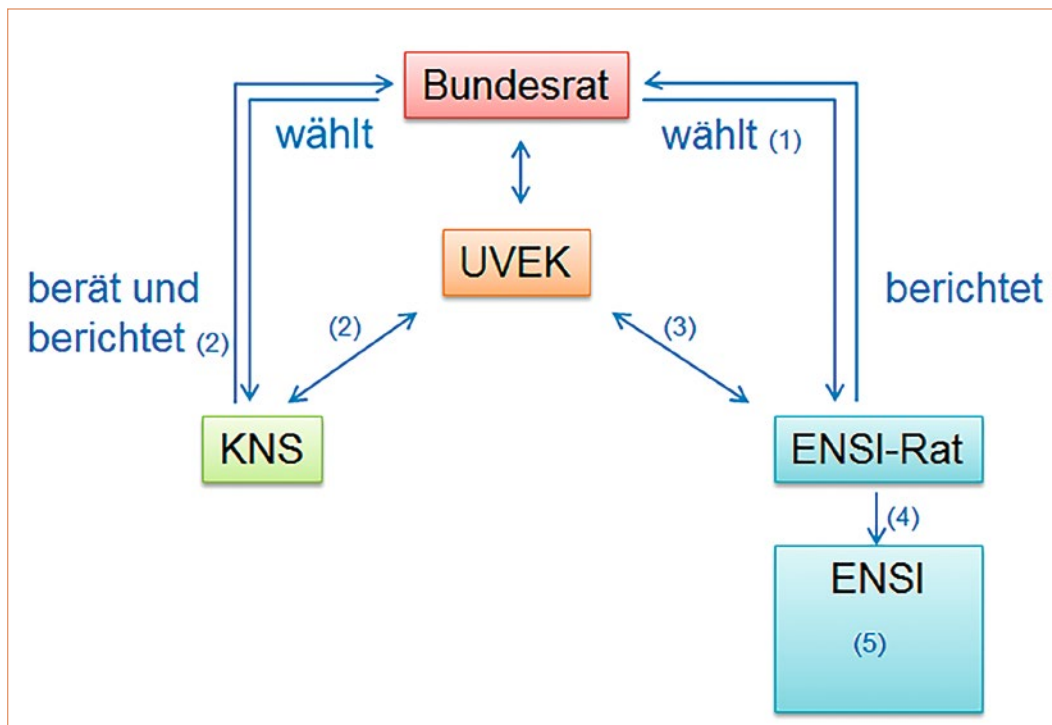 Bundesrat
wählt
wählt (1)
UVEK
berät und
berichtet (2)
(2)
(3)
berichtet
KNS
ENSI-Rat
(4)
ENSI
(5)